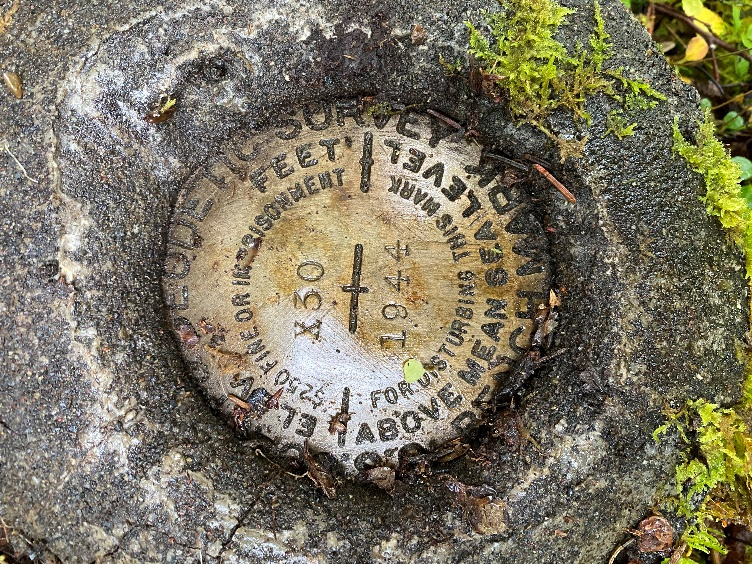 GEODETIC SURVEY
BENCH MARK
ELEV.
FEET
ABOVE MEAN SEA LEVEL
$250 FINE OR IMPRISONMENT
FOR DISTURBING THIS MARK
X30
1944